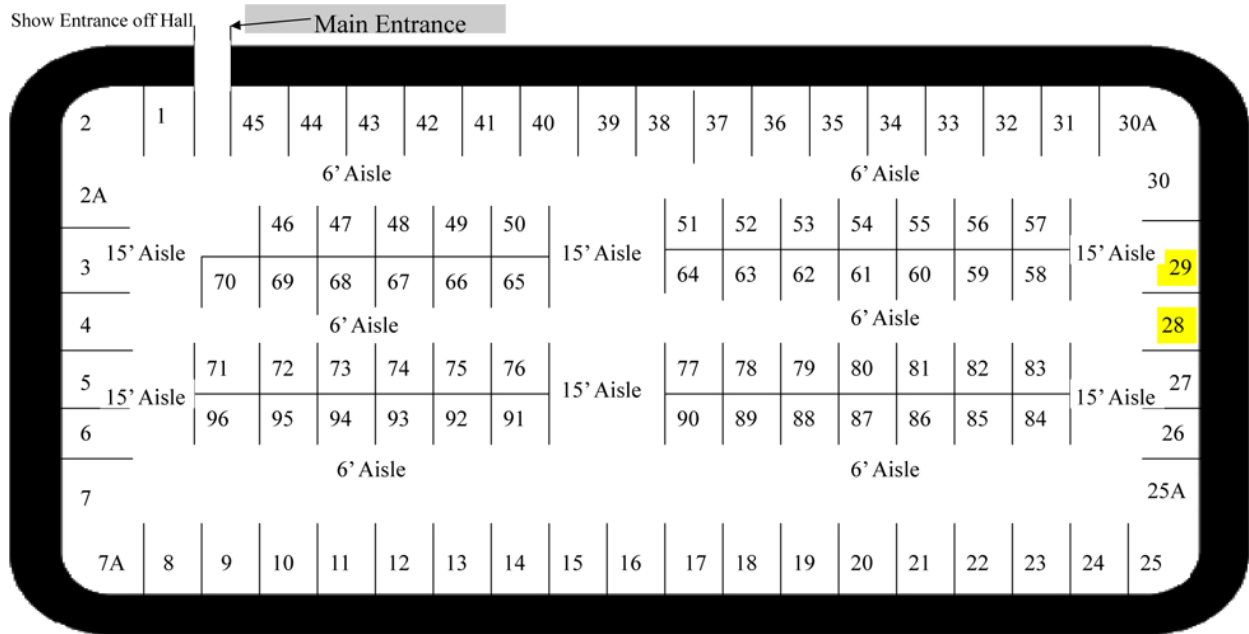 Show Entrance off Hall Main Entrance
2 1 45 44 43 42 41 40 39 38 37 36 35 34 33 32 31 30A
6’ Aisle 6’ Aisle
2A 30
46 47 48 49 50 51 52 53 54 55 56 57
15’ Aisle 15’ Aisle 15’ Aisle
3 70 69 68 67 66 65 64 63 62 61 60 59 58 29
4 6’ Aisle 6’ Aisle 28
71 72 73 74 75 76 77 78 79 80 81 82 83
5 15’ Aisle 15’ Aisle 15’ Aisle 27
6 96 95 94 93 92 91 90 89 88 87 86 85 84 26
6’ Aisle 6’ Aisle
7 25A
7A 8 9 10 11 12 13 14 15 16 17 18 19 20 21 22 23 24 25